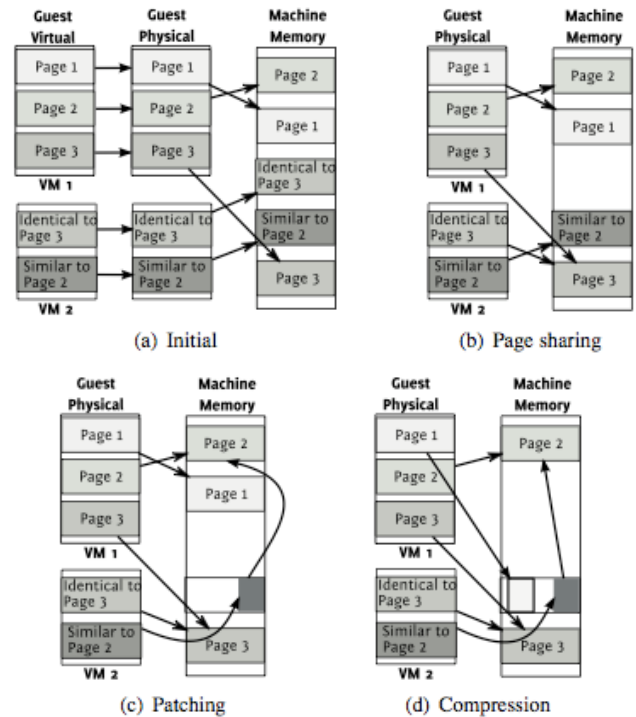 Guest
Virtual
Guest
Physical
Machine
Memory
Page 1
Page 1
Page 2
Page 2
Page 2
Page 1
Page 3
Page 3
Identical to
Page 3
VM 1
Identical to
Page 3
Identical to
Page 3
Similar to
Page 2
Similar to
Page 2
Similar to
Page 2
Page 3
VM 2
(a) Initial
Guest
Physical
Machine
Memory
Page 1
Page 2
Page 2
Page 1
Page 3
VM 1
Identical to
Page 3
Similar to
Page 2
Similar to
Page 2
Page 3
VM 2
(b) Page sharing
Guest
Physical
Machine
Memory
Page 1
Page 2
Page 2
Page 1
Page 3
VM 1
Identical to
Page 3
Similar to
Page 2
Page 3
VM 2
(c) Patching
Guest
Physical
Machine
Memory
Page 1
Page 2
Page 2
Page 3
VM 1
Identical to
Page 3
Similar to
Page 2
Page 3
VM 2
(d) Compression